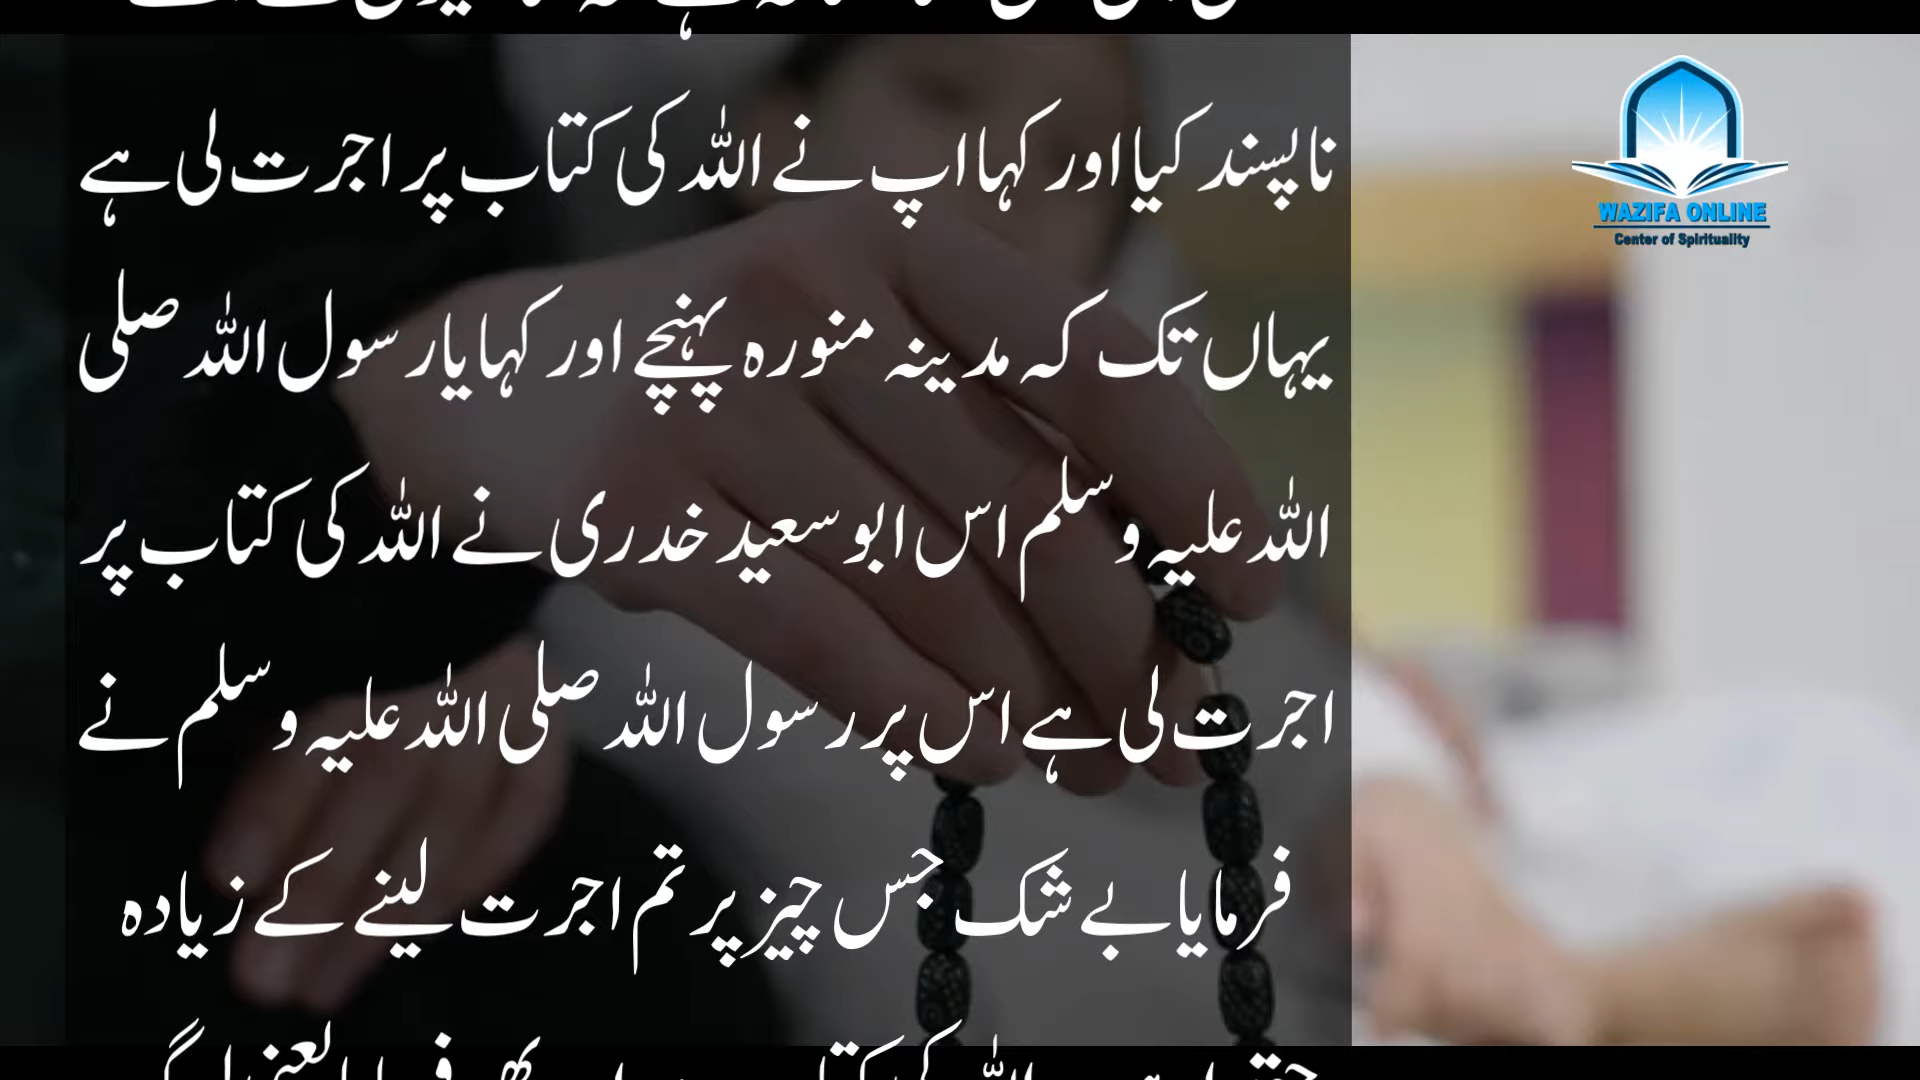 ناپسند کیا اور کہا اپ نے اللہ کی کتاب پر اجرت لی ہے
یہاں تک کہ مدینہ منورہ پہنچے اور کہا یا رسول اللہ صلی
اللہ علیہ وسلم اس ابو سعید خدری نے اللہ کی کتاب پر
اجرت لی ہے اس پر رسول اللہ صلی اللہ علیہ وسلم نے
فرمایا بے شک جس چیز پر تم اجرت لینے کے زیادہ
WAZIFA ONLINE
Center of Spirituality